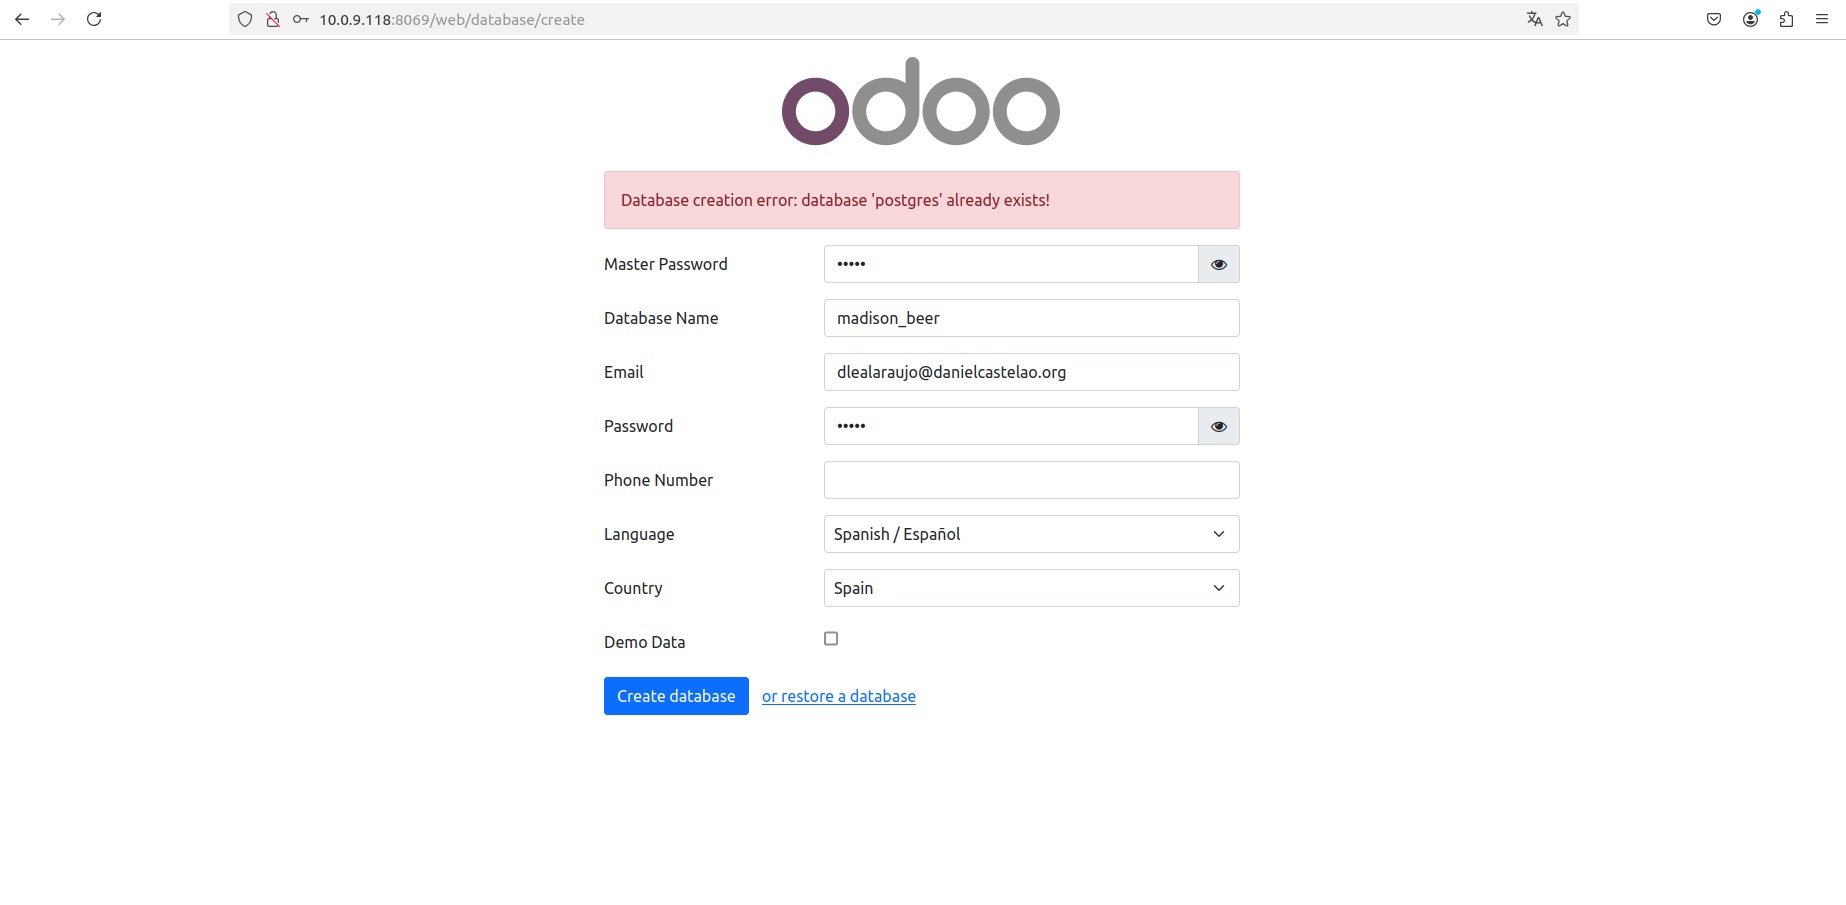 10.0.9.118:8069/web/database/create
odoo
Database creation error: database 'postgres' already exists!
Master Password •••••
Database Name madison_beer
Email dlealaraujo@danielcastelao.org
Password •••••
Phone Number
Language Spanish / Español
Country Spain
Demo Data
Create database or restore a database